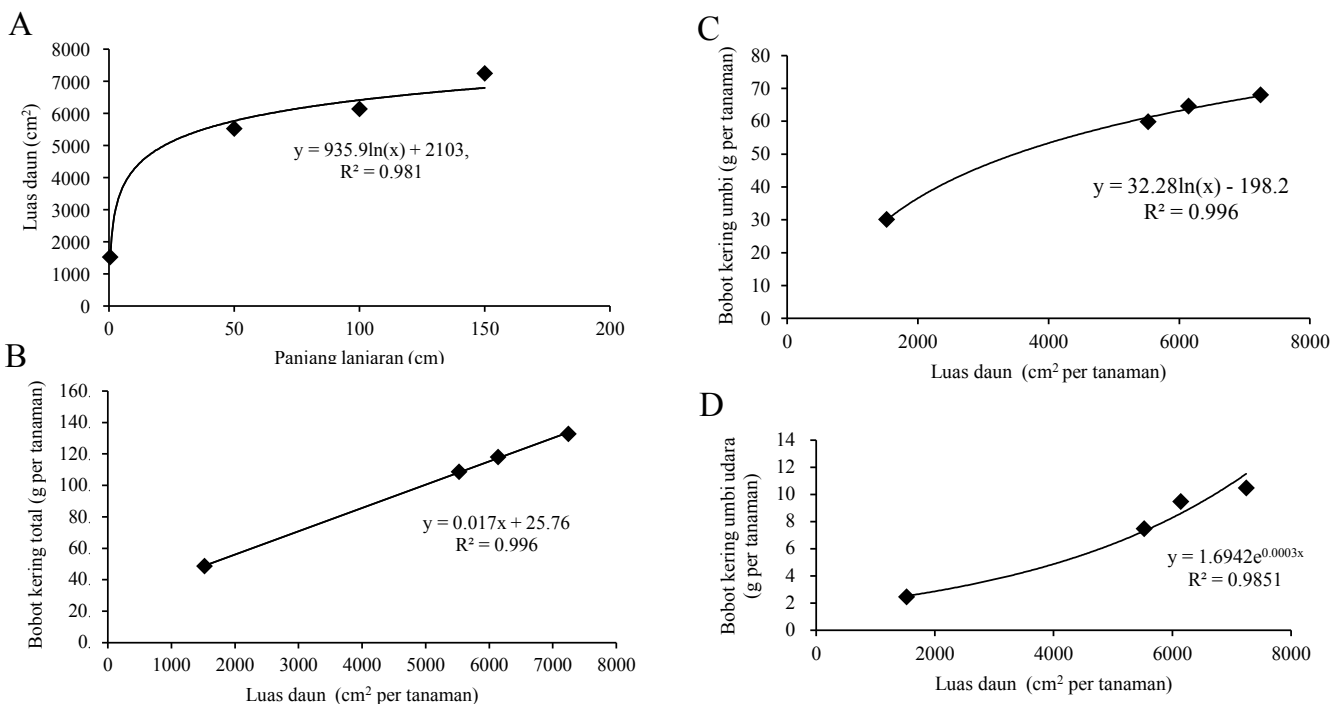 A
8000
7000
6000
5000
4000
3000
2000
1000
0
Luas daun (cm²)
y = 935.9ln(x) + 2103,
R² = 0.981
0 50 100 150 200
Panjang lanjaran (cm)
B
160.
140.
120.
100.
80.
60.
40.
20.
0.
Bobot kering total (g per tanaman)
y = 0.017x + 25.76
R² = 0.996
0 1000 2000 3000 4000 5000 6000 7000 8000
Luas daun (cm² per tanaman)
C
80
70
60
50
40
30
20
10
0
Bobot kering umbi (g per tanaman)
y = 32.28ln(x) - 198.2
R² = 0.996
0 2000 4000 6000 8000
Luas daun (cm² per tanaman)
D
14
12
10
8
6
4
2
0
Bobot kering umbi udara
(g per tanaman)
y = 1.6942e^0.0003x
R² = 0.9851
0 2000 4000 6000 8000
Luas daun (cm² per tanaman)